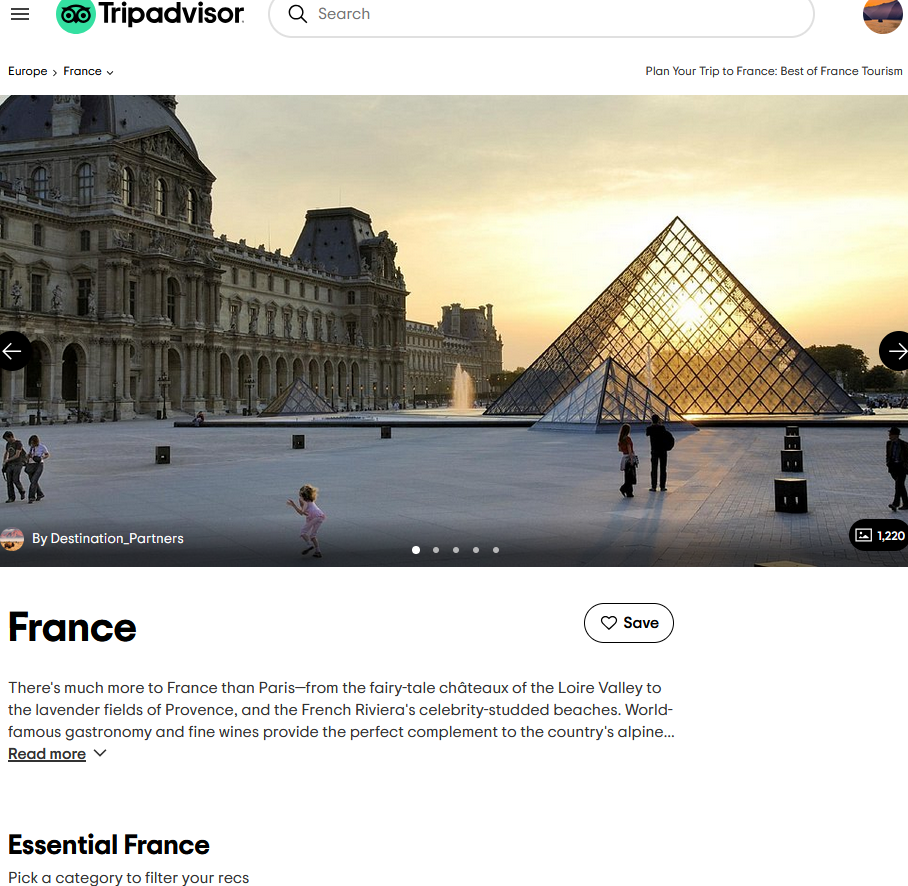 Tripadvisor
Search
Europe
France
Plan Your Trip to France: Best of France Tourism
By Destination_Partners
1,220
France
Save
There's much more to France than Paris—from the fairy-tale châteaux of the Loire Valley to
the lavender fields of Provence, and the French Riviera's celebrity-studded beaches. World-
famous gastronomy and fine wines provide the perfect complement to the country's alpine...
Read more
Essential France
Pick a category to filter your recs